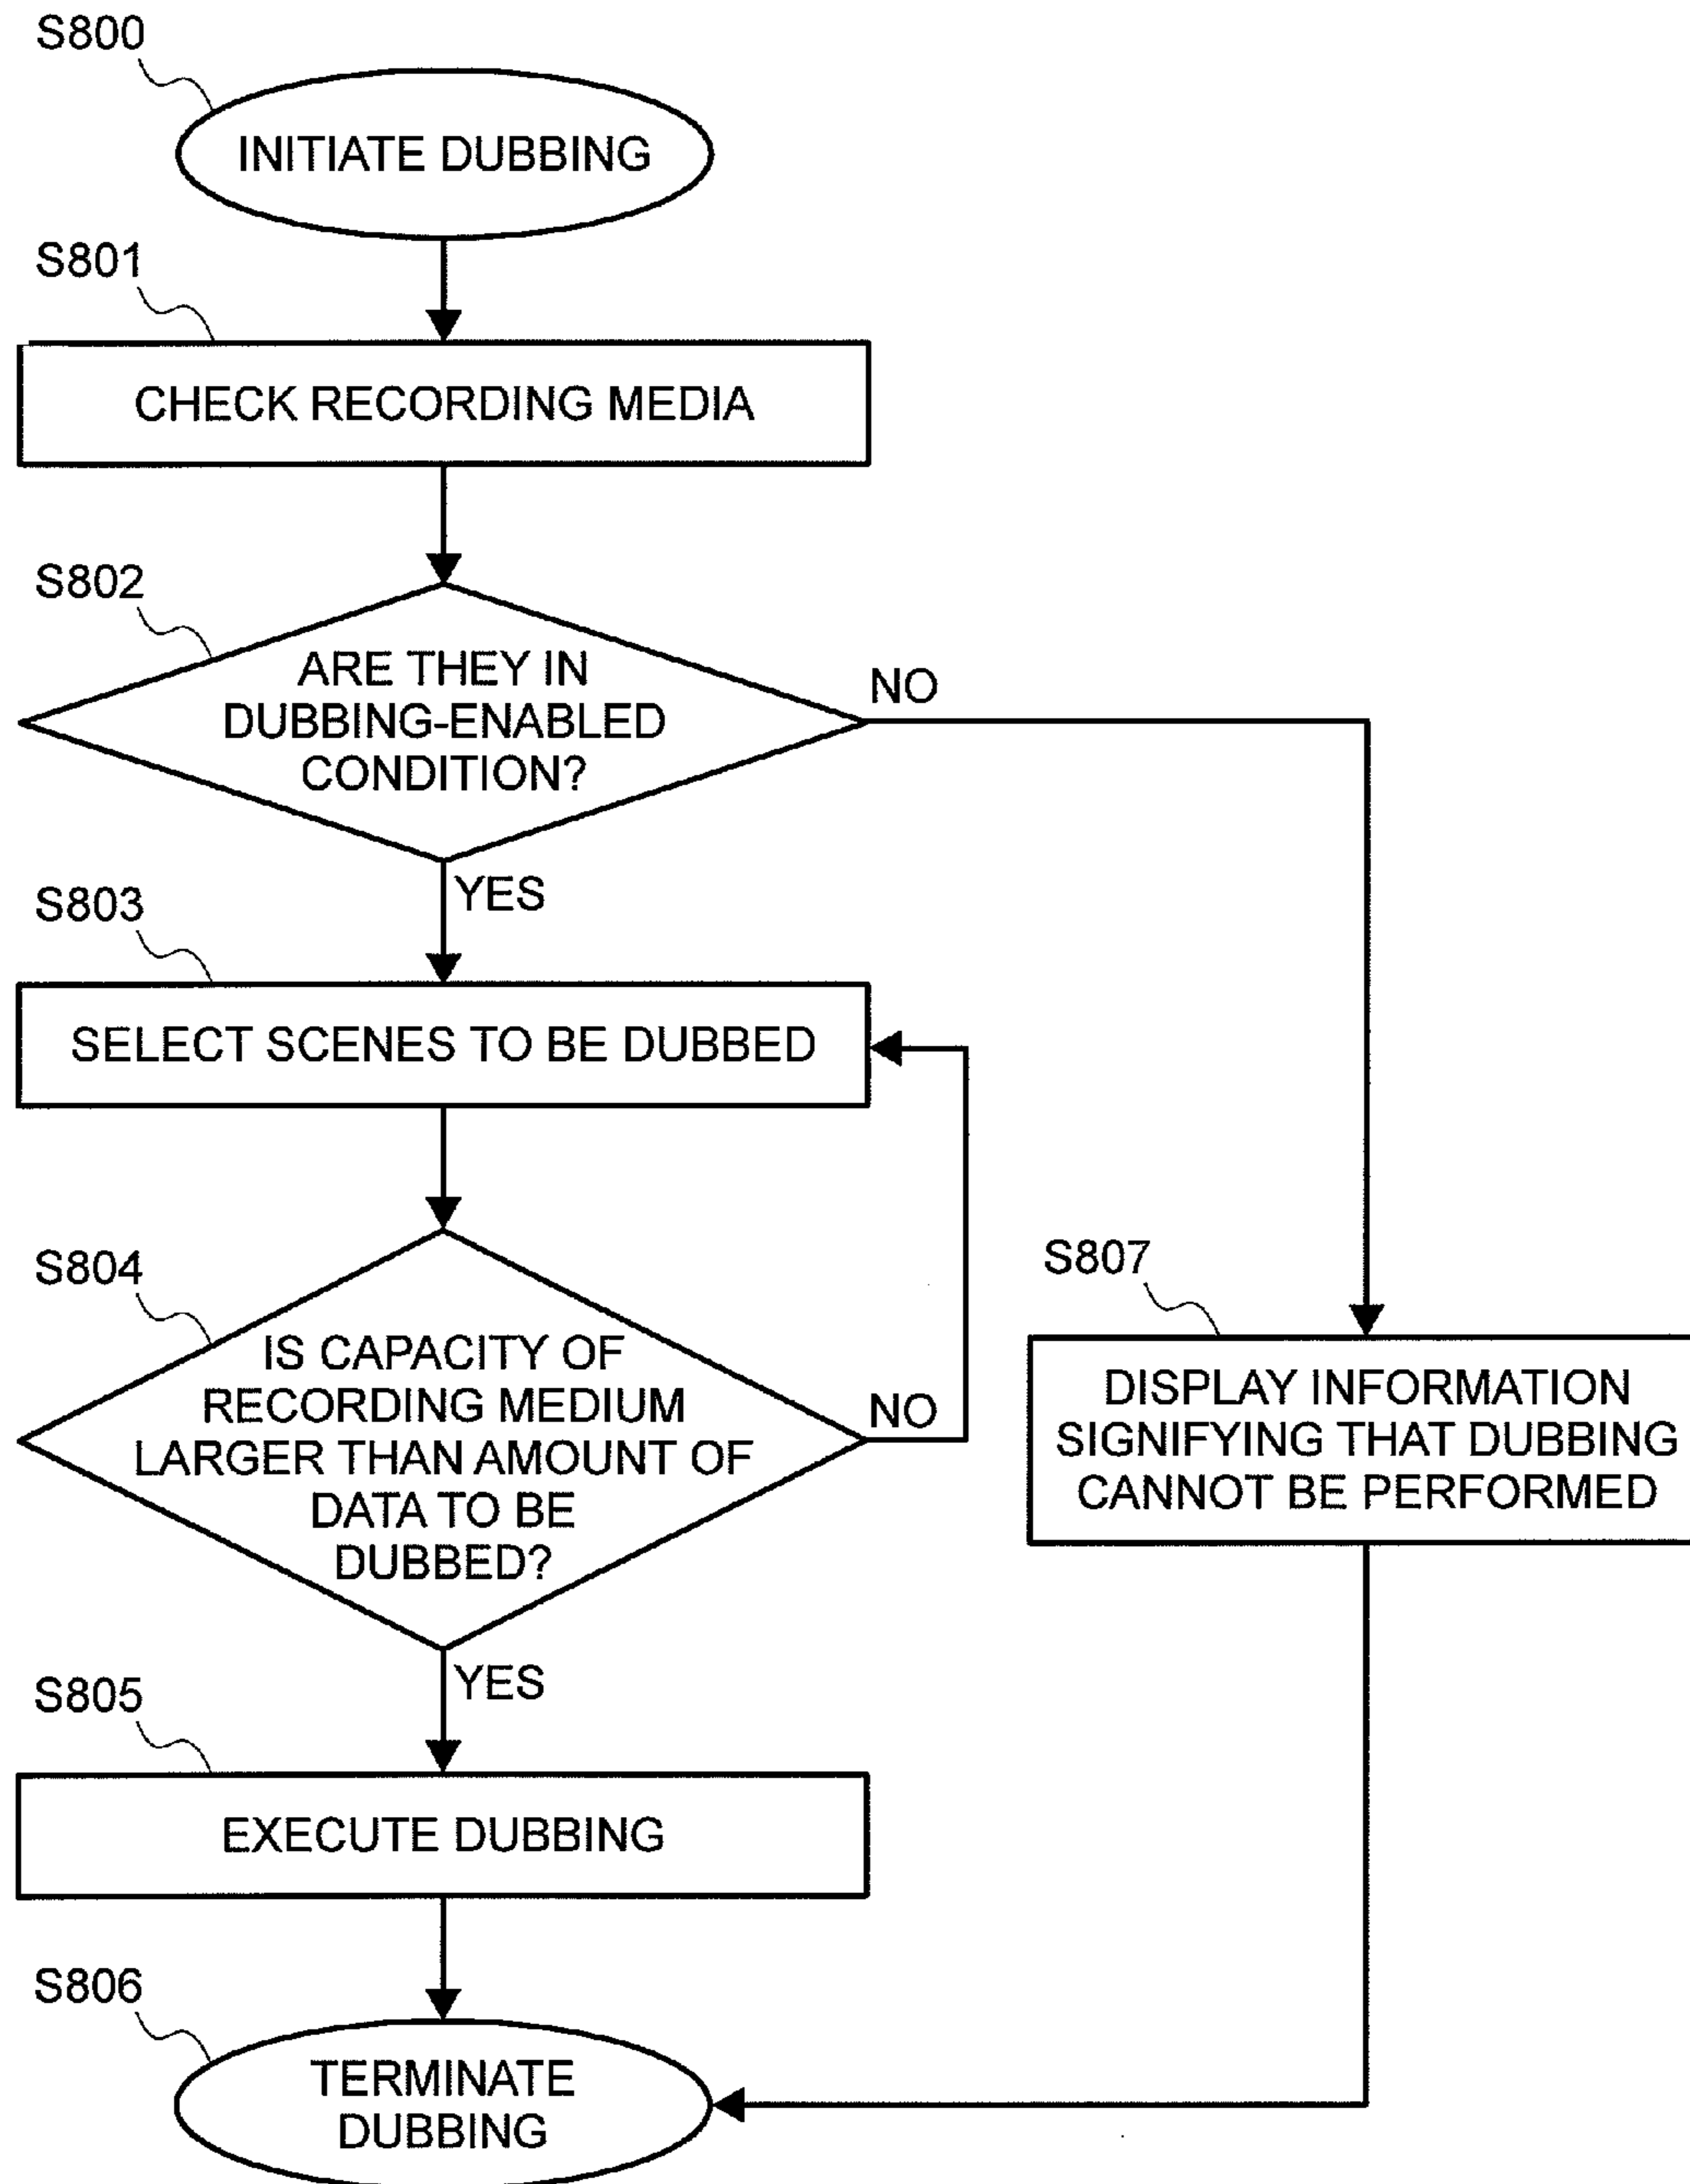 S800
INITIATE DUBBING
S801
CHECK RECORDING MEDIA
S802
ARE THEY IN
DUBBING-ENABLED
CONDITION?
NO
YES
S803
SELECT SCENES TO BE DUBBED
S804
IS CAPACITY OF
RECORDING MEDIUM
LARGER THAN AMOUNT OF
DATA TO BE
DUBBED?
NO
YES
S807
DISPLAY INFORMATION
SIGNIFYING THAT DUBBING
CANNOT BE PERFORMED
S805
EXECUTE DUBBING
S806
TERMINATE
DUBBING